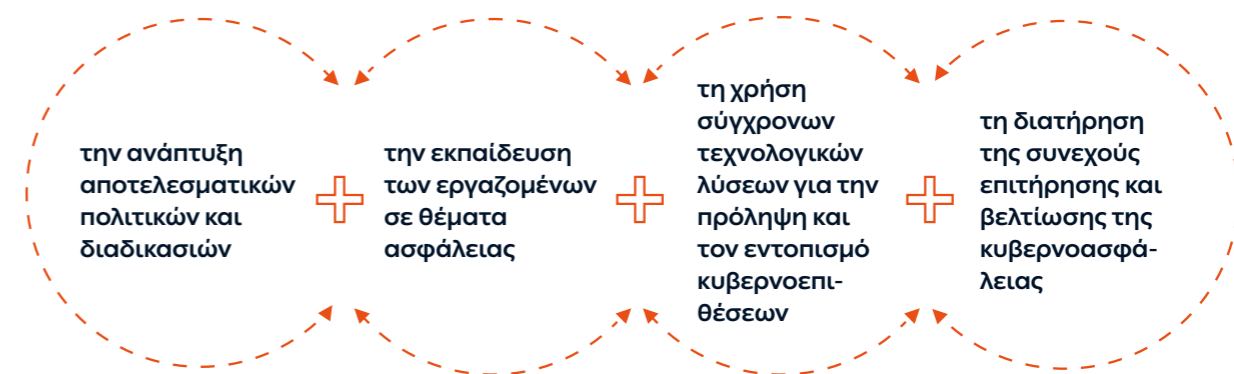 την ανάπτυξη
αποτελεσματικών
πολιτικών και
διαδικασιών
την εκπαίδευση
των εργαζομένων
σε θέματα
ασφάλειας
τη χρήση
σύγχρονων
τεχνολογικών
λύσεων για την
πρόληψη και
τον εντοπισμό
κυβερνοεπι-
θέσεων
τη διατήρηση
της συνεχούς
επιτήρησης και
βελτίωσης της
κυβερνοασφά-
λειας